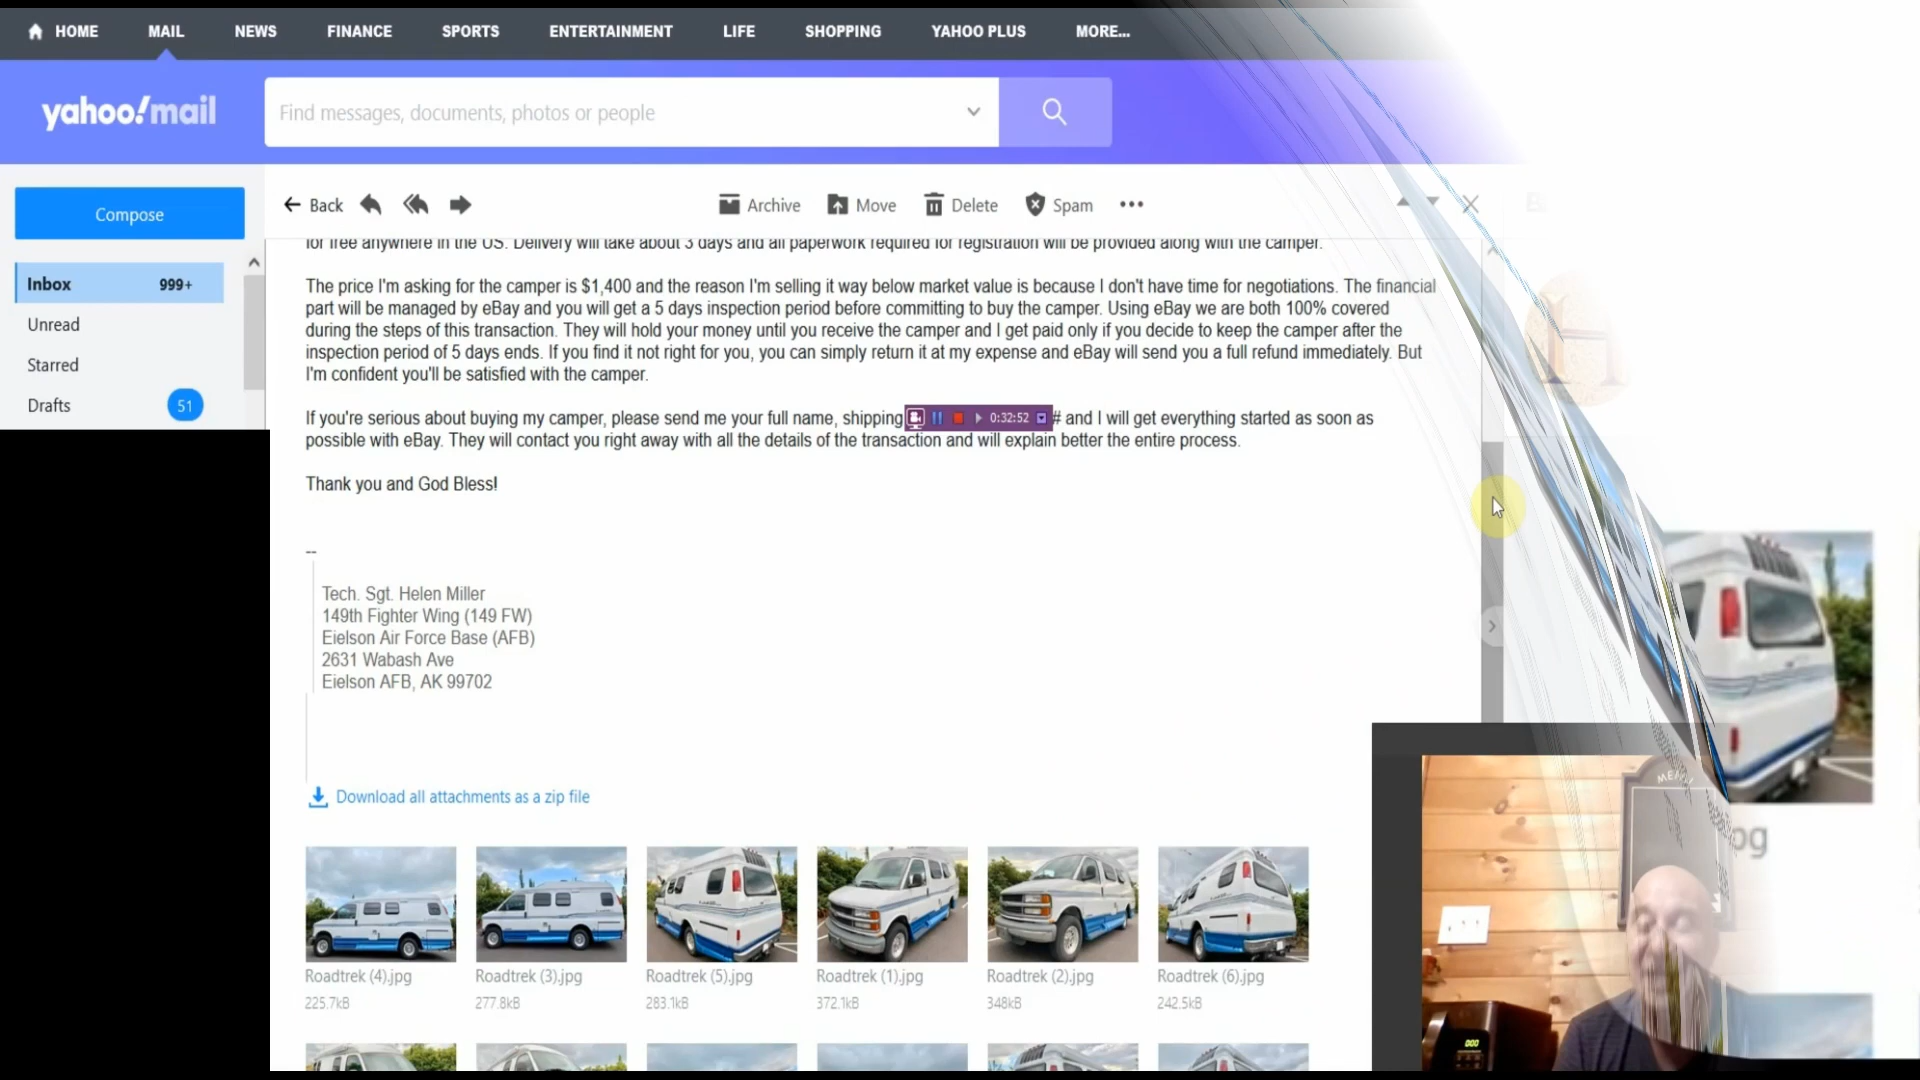 HOME MAIL NEWS FINANCE SPORTS ENTERTAINMENT LIFE SHOPPING YAHOO PLUS MORE...
yahoo!mail Find messages, documents, photos or people
Compose
Back Archive Move Delete Spam
Inbox 999+
Unread
Starred
Drafts 51
for free anywhere in the US. Delivery will take about 3 days and all paperwork required for registration will be provided along with the camper.
The price I'm asking for the camper is $1,400 and the reason I'm selling it way below market value is because I don't have time for negotiations. The financial
part will be managed by eBay and you will get a 5 days inspection period before committing to buy the camper. Using eBay we are both 100% covered
during the steps of this transaction. They will hold your money until you receive the camper and I get paid only if you decide to keep the camper after the
inspection period of 5 days ends. If you find it not right for you, you can simply return it at my expense and eBay will send you a full refund immediately. But
I'm confident you'll be satisfied with the camper.
If you're serious about buying my camper, please send me your full name, shipping 0:32:52 # and I will get everything started as soon as
possible with eBay. They will contact you right away with all the details of the transaction and will explain better the entire process.
Thank you and God Bless!
--
Tech. Sgt. Helen Miller
149th Fighter Wing (149 FW)
Eielson Air Force Base (AFB)
2631 Wabash Ave
Eielson AFB, AK 99702
Download all attachments as a zip file
Roadtrek (4).jpg Roadtrek (3).jpg Roadtrek (5).jpg Roadtrek (1).jpg Roadtrek (2).jpg Roadtrek (6).jpg
225.7kB 277.8kB 283.1kB 372.1kB 348kB 242.5kB